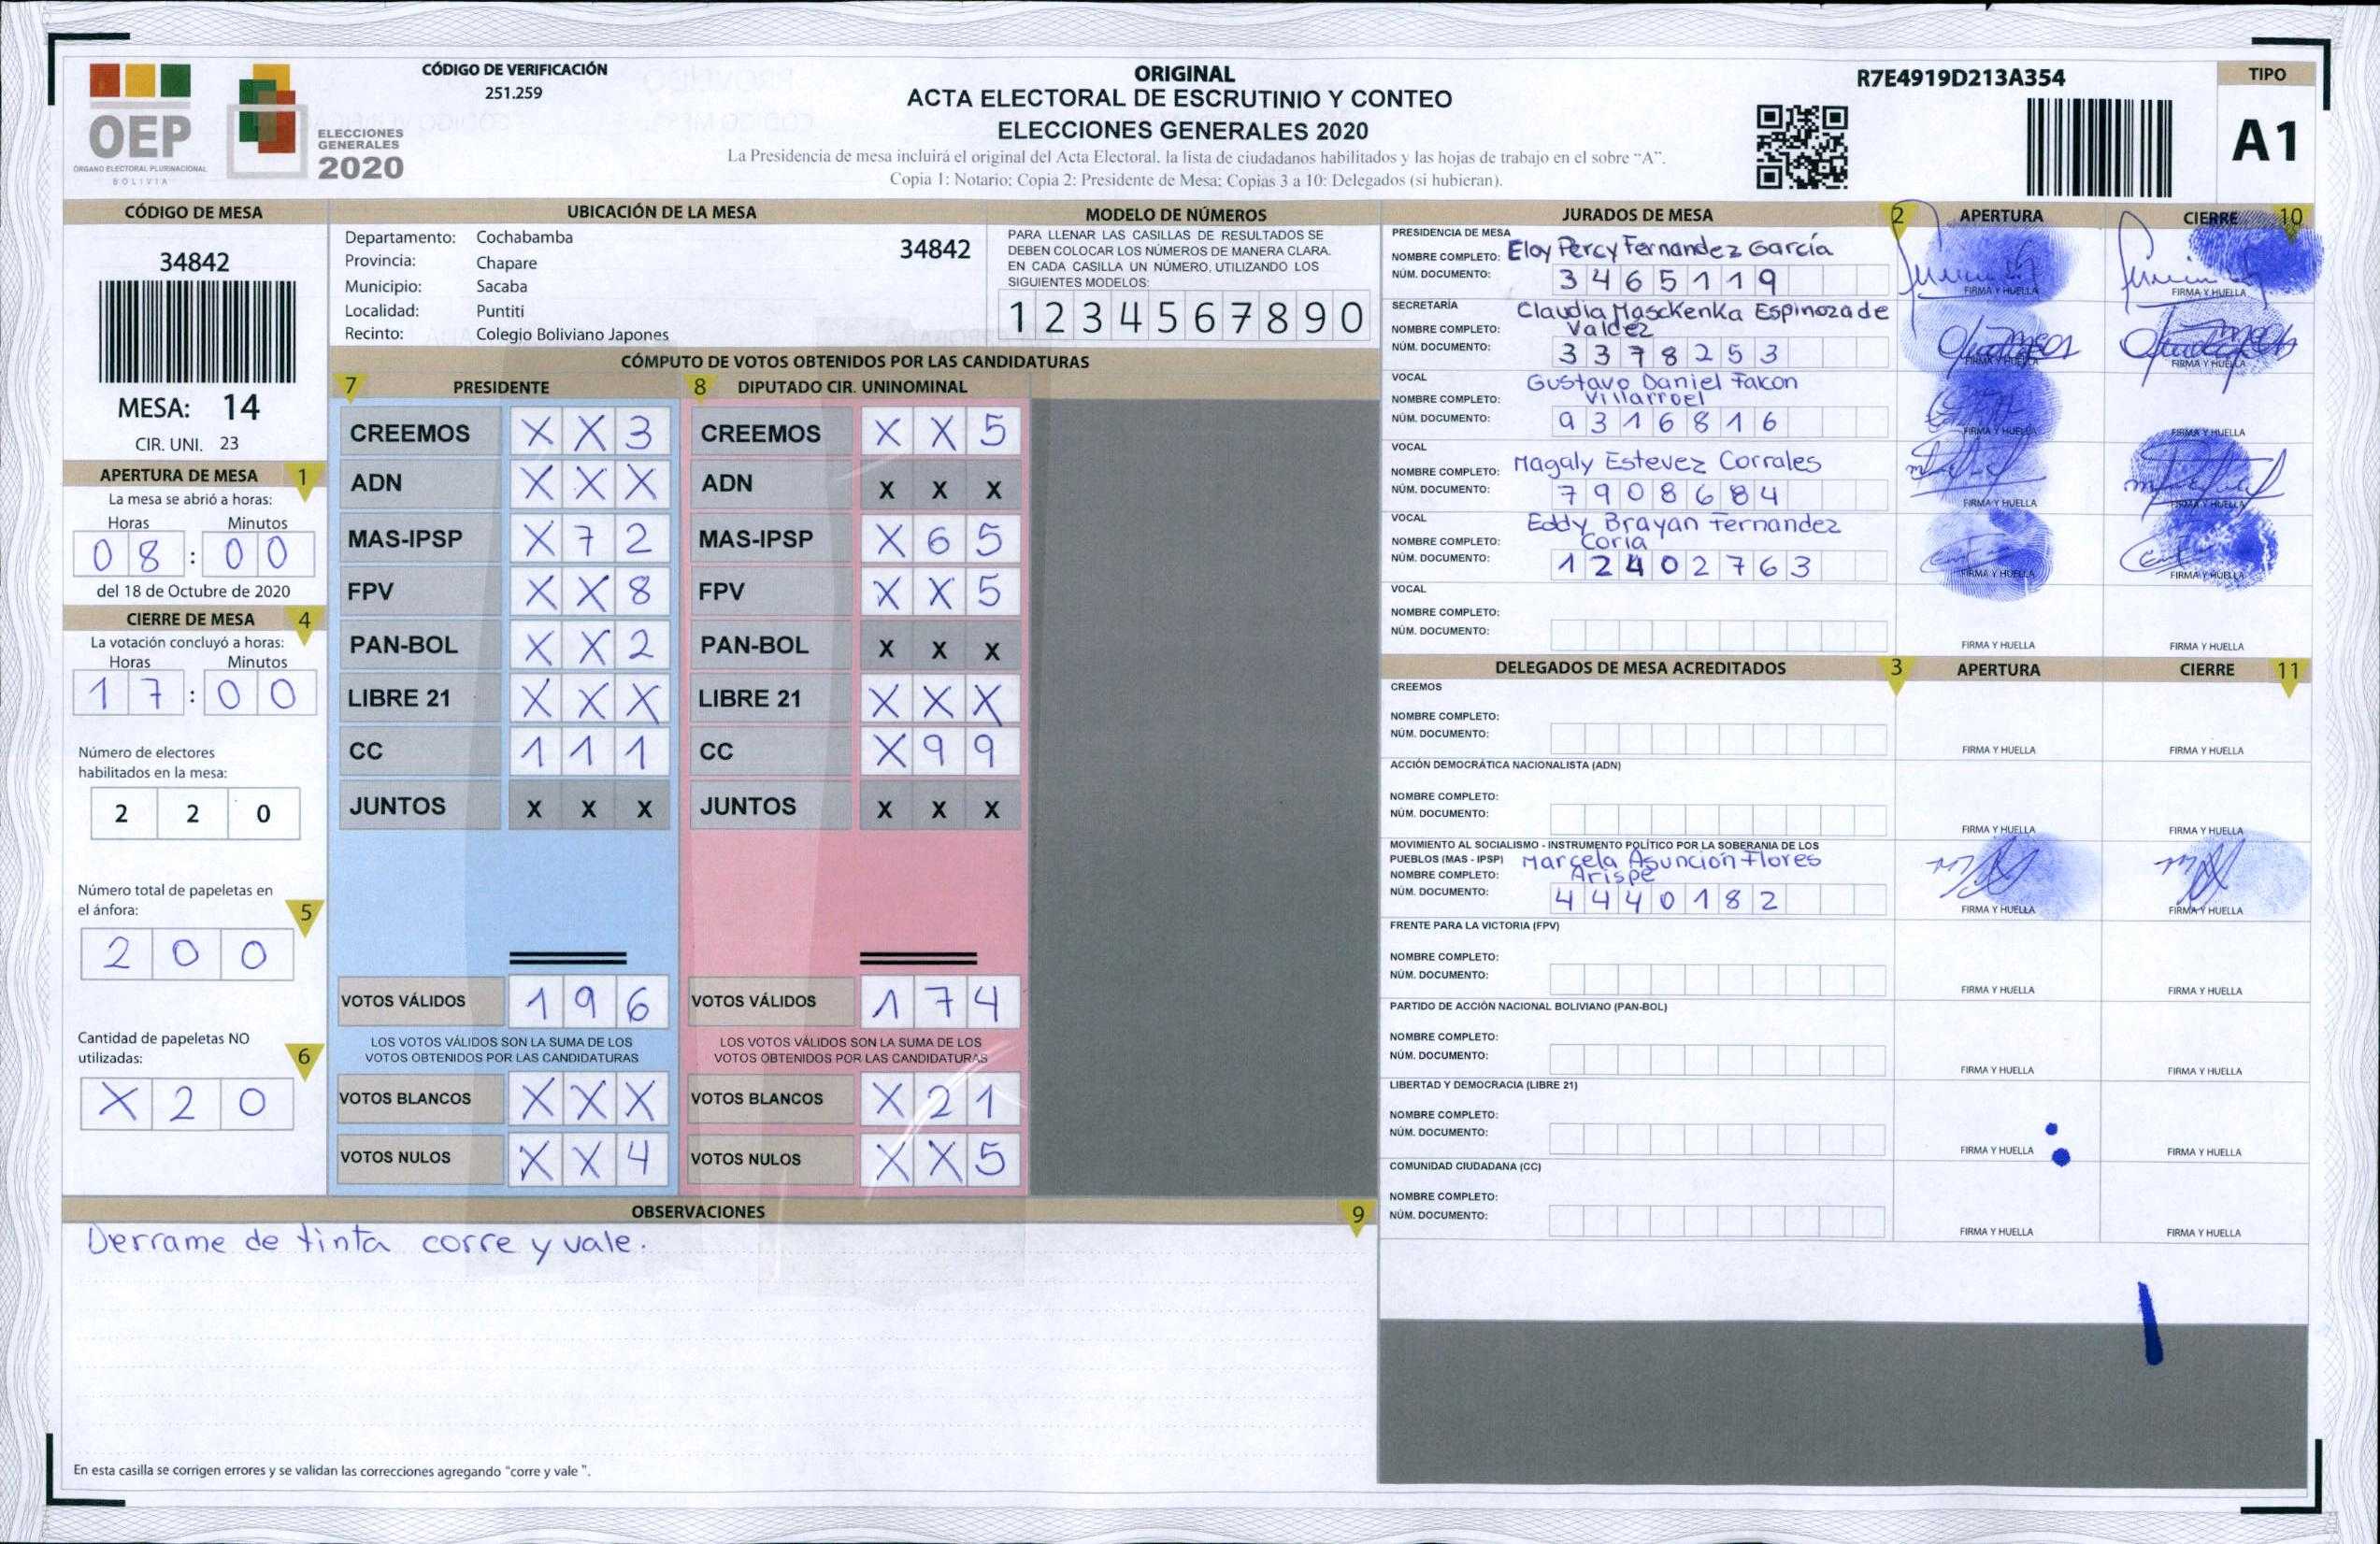 OEP
ÓRGANO ELECTORAL PLURINACIONAL
BOLIVIA
ELECCIONES
GENERALES
2020
CÓDIGO DE VERIFICACIÓN
251.259
ORIGINAL
ACTA ELECTORAL DE ESCRUTINIO Y CONTEO
ELECCIONES GENERALES 2020
La Presidencia de mesa incluirá el original del Acta Electoral, la lista de ciudadanos habilitados y las hojas de trabajo en el sobre "A".
Copia 1: Notario; Copia 2: Presidente de Mesa; Copias 3 a 10: Delegados (si hubieran).
R7E4919D213A354
TIPO
A1
CÓDIGO DE MESA
34842
MESA: 14
CIR. UNI. 23
APERTURA DE MESA 1
La mesa se abrió a horas:
Horas Minutos
08:00
del 18 de Octubre de 2020
CIERRE DE MESA 4
La votación concluyó a horas:
Horas Minutos
17:00
Número de electores
habilitados en la mesa:
2 2 0
Número total de papeletas en
el ánfora: 5
2 0 0
Cantidad de papeletas NO
utilizadas: 6
X 2 0
UBICACIÓN DE LA MESA
Departamento: Cochabamba 34842
Provincia: Chapare
Municipio: Sacaba
Localidad: Puntiti
Recinto: Colegio Boliviano Japones
MODELO DE NÚMEROS
PARA LLENAR LAS CASILLAS DE RESULTADOS SE
DEBEN COLOCAR LOS NÚMEROS DE MANERA CLARA.
EN CADA CASILLA UN NÚMERO, UTILIZANDO LOS
SIGUIENTES MODELOS:
1 2 3 4 5 6 7 8 9 0
CÓMPUTO DE VOTOS OBTENIDOS POR LAS CANDIDATURAS
7 PRESIDENTE 8 DIPUTADO CIR. UNINOMINAL
CREEMOS X X 3 CREEMOS X X 5
ADN X X X ADN X X X
MAS-IPSP X 7 2 MAS-IPSP X 6 5
FPV X X 8 FPV X X 5
PAN-BOL X X 2 PAN-BOL X X X
LIBRE 21 X X X LIBRE 21 X X X
CC 1 1 1 CC X 9 9
JUNTOS X X X JUNTOS X X X
VOTOS VÁLIDOS 1 9 6 VOTOS VÁLIDOS 1 7 4
LOS VOTOS VÁLIDOS SON LA SUMA DE LOS LOS VOTOS VÁLIDOS SON LA SUMA DE LOS
VOTOS OBTENIDOS POR LAS CANDIDATURAS VOTOS OBTENIDOS POR LAS CANDIDATURAS
VOTOS BLANCOS X X X VOTOS BLANCOS X 2 1
VOTOS NULOS X X 4 VOTOS NULOS X X 5
OBSERVACIONES 9
Derrame de tinta corre y vale.
En esta casilla se corrigen errores y se validan las correcciones agregando "corre y vale".
JURADOS DE MESA 2 APERTURA CIERRE 10
PRESIDENCIA DE MESA
NOMBRE COMPLETO: Eloy Percy Fernandez García
NÚM. DOCUMENTO: 3465119
FIRMA Y HUELLA FIRMA Y HUELLA
SECRETARÍA
NOMBRE COMPLETO: Claudia Masckenka Espinoza de
Valdez
NÚM. DOCUMENTO: 3378253
FIRMA Y HUELLA FIRMA Y HUELLA
VOCAL
NOMBRE COMPLETO: Gustavo Daniel Falcon
Villarroel
NÚM. DOCUMENTO: 9316816
FIRMA Y HUELLA FIRMA Y HUELLA
VOCAL
NOMBRE COMPLETO: Magaly Estevez Corrales
NÚM. DOCUMENTO: 7908684
FIRMA Y HUELLA FIRMA Y HUELLA
VOCAL
NOMBRE COMPLETO: Eddy Brayan Fernandez
Coria
NÚM. DOCUMENTO: 12402763
FIRMA Y HUELLA FIRMA Y HUELLA
VOCAL
NOMBRE COMPLETO:
NÚM. DOCUMENTO:
FIRMA Y HUELLA FIRMA Y HUELLA
DELEGADOS DE MESA ACREDITADOS 3 APERTURA CIERRE 11
CREEMOS
NOMBRE COMPLETO:
NÚM. DOCUMENTO:
FIRMA Y HUELLA FIRMA Y HUELLA
ACCIÓN DEMOCRÁTICA NACIONALISTA (ADN)
NOMBRE COMPLETO:
NÚM. DOCUMENTO:
FIRMA Y HUELLA FIRMA Y HUELLA
MOVIMIENTO AL SOCIALISMO - INSTRUMENTO POLÍTICO POR LA SOBERANIA DE LOS
PUEBLOS (MAS - IPSP) Marcela Asunción Flores
NOMBRE COMPLETO: Arispe
NÚM. DOCUMENTO: 4440182
FIRMA Y HUELLA FIRMA Y HUELLA
FRENTE PARA LA VICTORIA (FPV)
NOMBRE COMPLETO:
NÚM. DOCUMENTO:
FIRMA Y HUELLA FIRMA Y HUELLA
PARTIDO DE ACCIÓN NACIONAL BOLIVIANO (PAN-BOL)
NOMBRE COMPLETO:
NÚM. DOCUMENTO:
FIRMA Y HUELLA FIRMA Y HUELLA
LIBERTAD Y DEMOCRACIA (LIBRE 21)
NOMBRE COMPLETO:
NÚM. DOCUMENTO:
FIRMA Y HUELLA FIRMA Y HUELLA
COMUNIDAD CIUDADANA (CC)
NOMBRE COMPLETO:
NÚM. DOCUMENTO:
FIRMA Y HUELLA FIRMA Y HUELLA